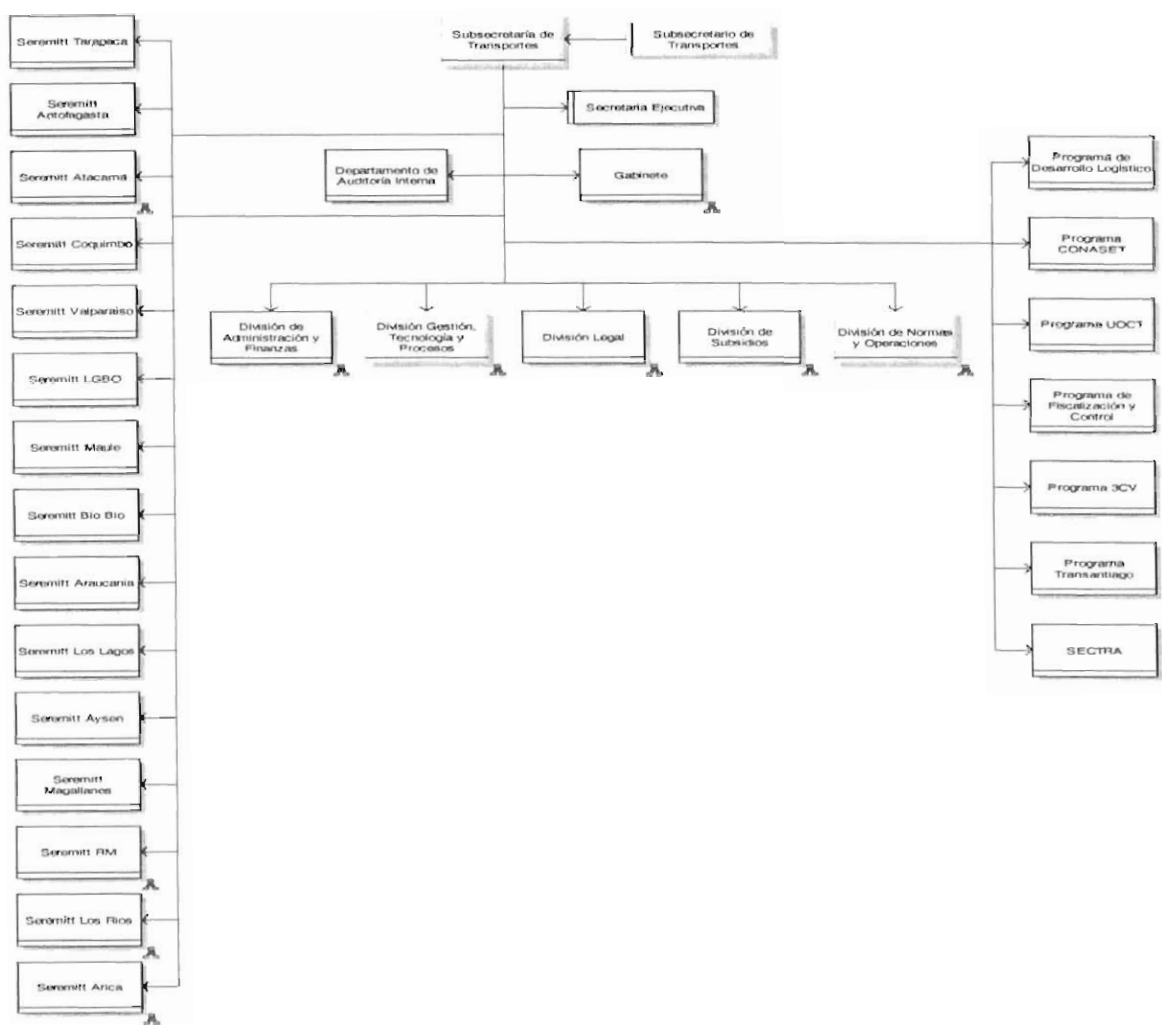 Subsecretaría de
Transportes
Subsecretario de
Transportes
Secretaria Ejecutiva
Departamento de
Auditoría Interna
Gabinete
División de
Administración y
Finanzas
División Gestión,
Tecnología y
Procesos
División Legal
División de
Subsidios
División de Normas
y Operaciones
Seremitt Tarapaca
Seremitt
Antofagasta
Seremitt Atacama
Seremitt Coquimbo
Seremitt Valparaiso
Seremitt LGBO
Seremitt Maule
Seremitt Bio Bio
Seremitt Araucania
Seremitt Los Lagos
Seremitt Aysen
Seremitt
Magallanes
Seremitt RM
Seremitt Los Rios
Seremitt Arica
Programa de
Desarrollo Logístico
Programa
CONASET
Programa UOCT
Programa de
Fiscalización y
Control
Programa 3CV
Programa
Transantiago
SECTRA